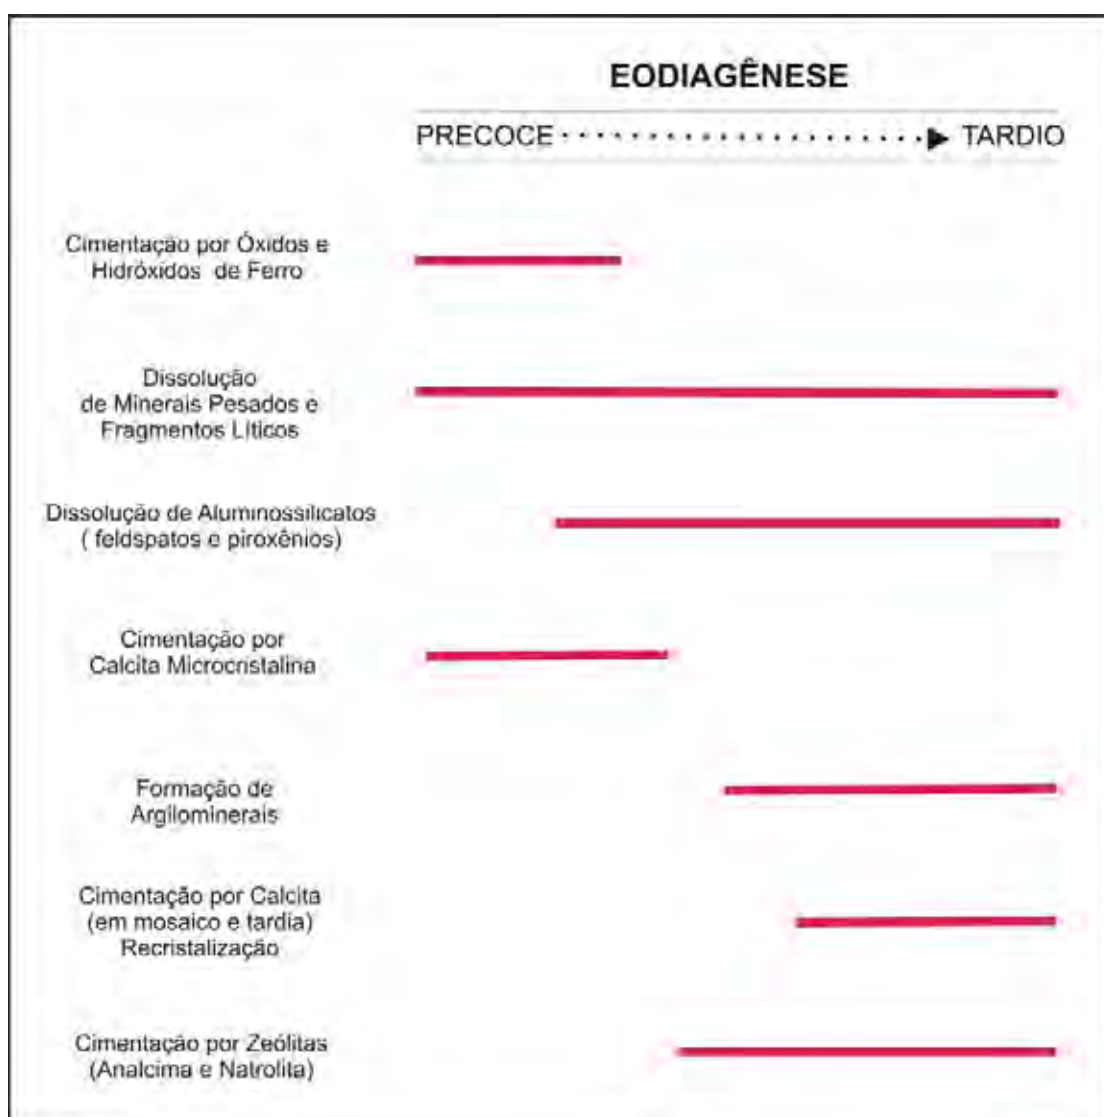 EODIAGÊNESE
PRECOCE TARDIO
Cimentação por Óxidos e
Hidróxidos de Ferro
Dissolução
de Minerais Pesados e
Fragmentos Líticos
Dissolução de Aluminossilicatos
( feldspatos e piroxênios)
Cimentação por
Calcita Microcristalina
Formação de
Argilominerais
Cimentação por Calcita
(em mosaico e tardia)
Recristalização
Cimentação por Zeólitas
(Analcima e Natrolita)